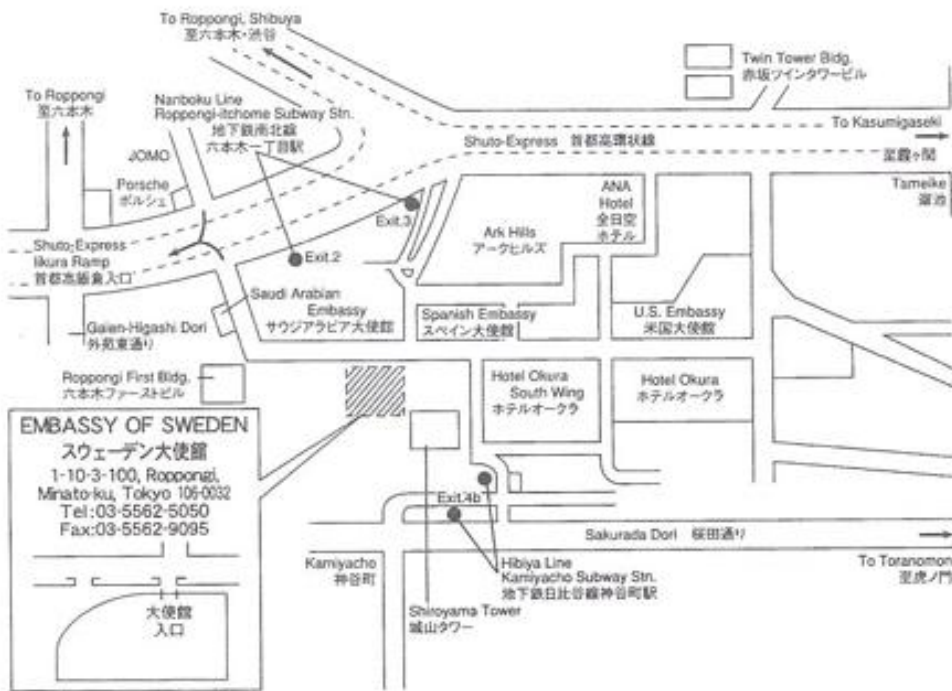 To Roppongi, Shibuya
至六本木・渋谷
Twin Tower Bldg.
赤坂ツインタワービル
To Roppongi
至六本木
Nanboku Line
Roppongi-itchome Subway Stn.
地下鉄南北線
六本木一丁目駅
To Kasumigaseki
至霞ヶ関
Shuto-Express 首都高環状線
JOMO
Porsche
ポルシェ
Tameike
溜池
ANA
Hotel
全日空
ホテル
Exit.3
Ark Hills
アークヒルズ
Shuto-Express
Iikura Ramp
首都高飯倉入口
Exit.2
Saudi Arabian
Embassy
サウジアラビア大使館
Spanish Embassy
スペイン大使館
U.S. Embassy
米国大使館
Gaien-Higashi Dori
外苑東通り
Roppongi First Bldg.
六本木ファーストビル
Hotel Okura
South Wing
ホテルオークラ
Hotel Okura
ホテルオークラ
EMBASSY OF SWEDEN
スウェーデン大使館
1-10-3-100, Roppongi,
Minato-ku, Tokyo 106-0032
Tel:03-5562-5050
Fax:03-5562-9095
大使館
入口
Exit.4b
Sakurada Dori 桜田通り
Kamiyacho
神谷町
Hibiya Line
Kamiyacho Subway Stn.
地下鉄日比谷線神谷町駅
To Toranomon
至虎ノ門
Shiroyama Tower
城山タワー